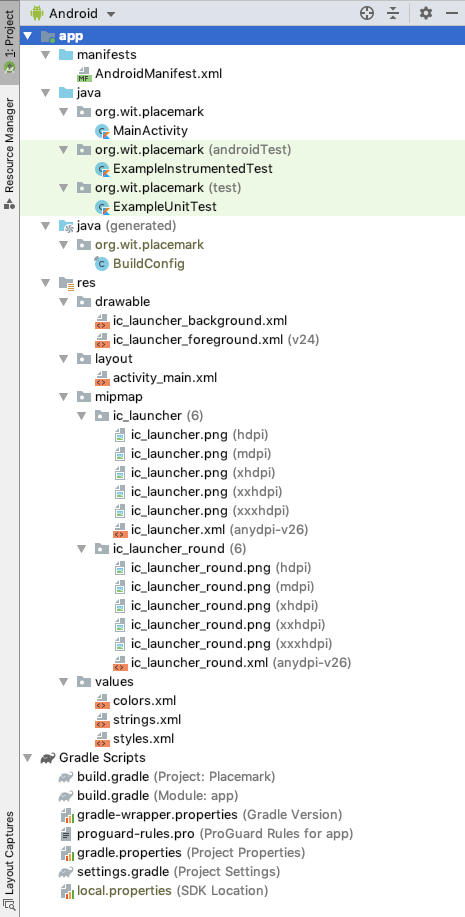 Android
1: Project
Resource Manager
Layout Captures
app
manifests
AndroidManifest.xml
java
org.wit.placemark
MainActivity
org.wit.placemark (androidTest)
ExampleInstrumentedTest
org.wit.placemark (test)
ExampleUnitTest
java (generated)
org.wit.placemark
BuildConfig
res
drawable
ic_launcher_background.xml
ic_launcher_foreground.xml (v24)
layout
activity_main.xml
mipmap
ic_launcher (6)
ic_launcher.png (hdpi)
ic_launcher.png (mdpi)
ic_launcher.png (xhdpi)
ic_launcher.png (xxhdpi)
ic_launcher.png (xxxhdpi)
ic_launcher.xml (anydpi-v26)
ic_launcher_round (6)
ic_launcher_round.png (hdpi)
ic_launcher_round.png (mdpi)
ic_launcher_round.png (xhdpi)
ic_launcher_round.png (xxhdpi)
ic_launcher_round.png (xxxhdpi)
ic_launcher_round.xml (anydpi-v26)
values
colors.xml
strings.xml
styles.xml
Gradle Scripts
build.gradle (Project: Placemark)
build.gradle (Module: app)
gradle-wrapper.properties (Gradle Version)
proguard-rules.pro (ProGuard Rules for app)
gradle.properties (Project Properties)
settings.gradle (Project Settings)
local.properties (SDK Location)